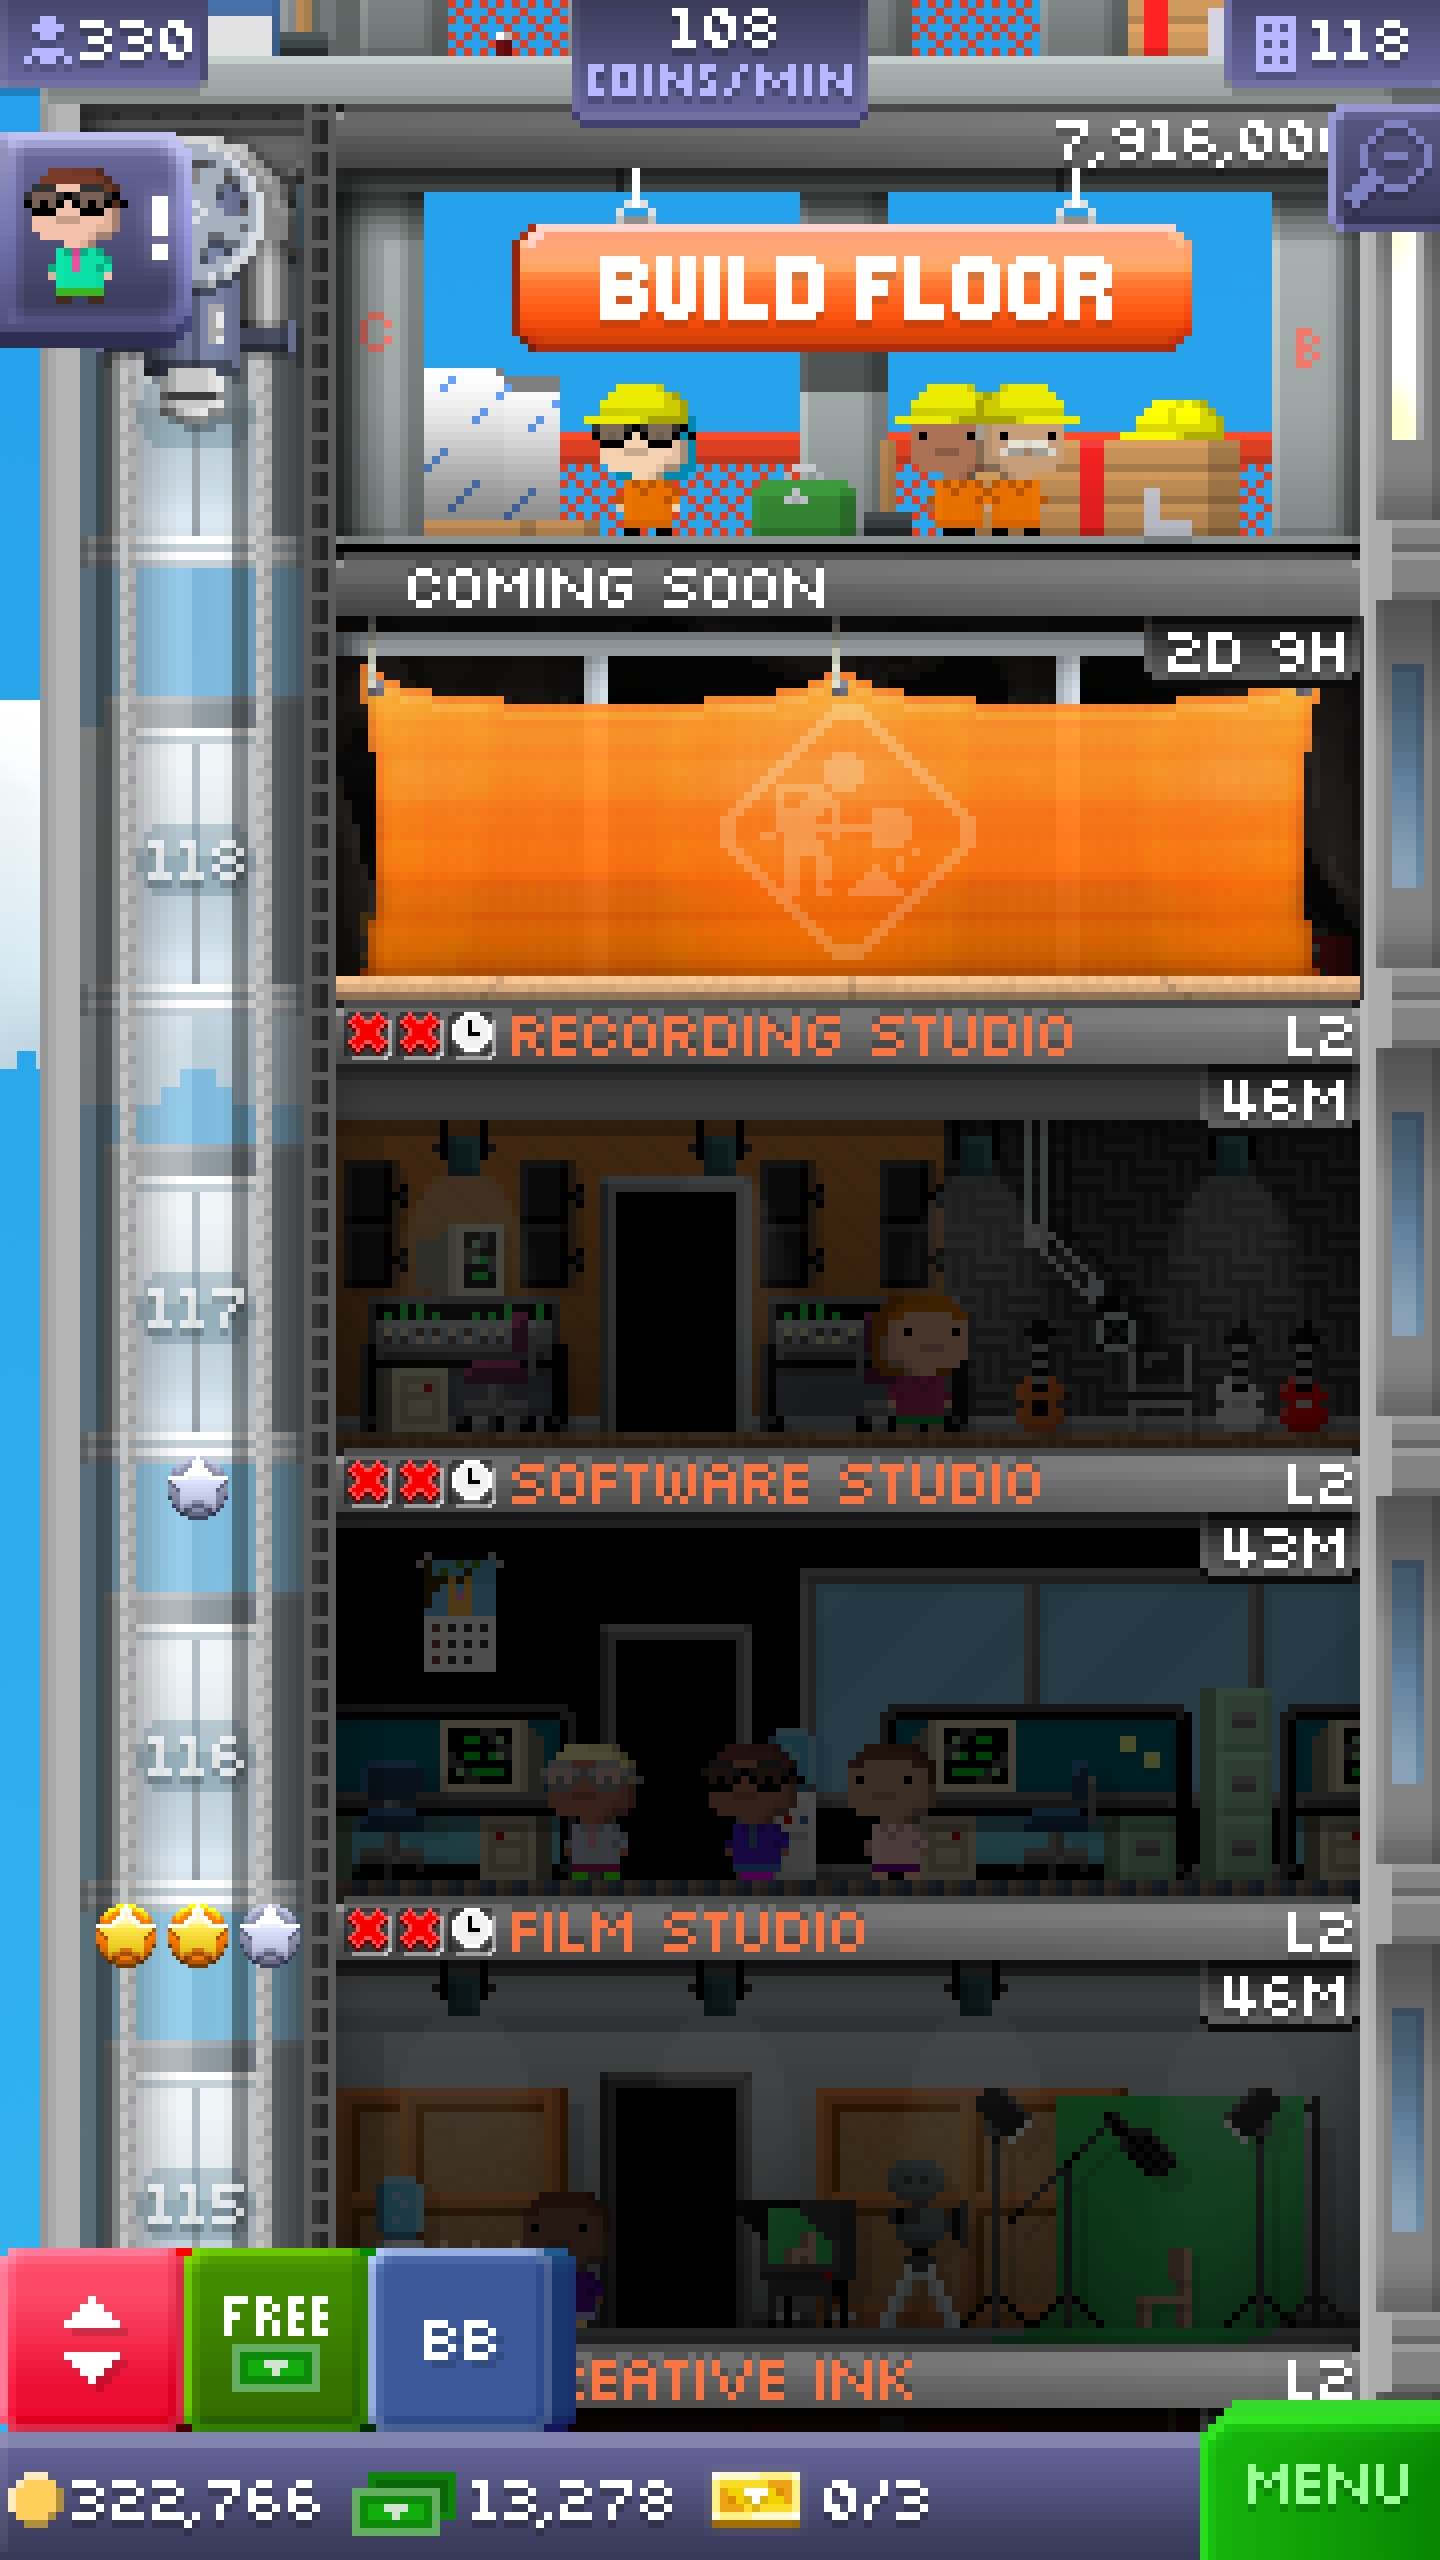 330
108
COINS/MIN
118
7,916,00
!
BUILD FLOOR
C
B
COMING SOON
2D 9H
118
RECORDING STUDIO L2
46M
117
SOFTWARE STUDIO L2
43M
116
FILM STUDIO L2
46M
115
FREE
BB
EATIVE INK L2
322,766 13,278 0/3
MENU